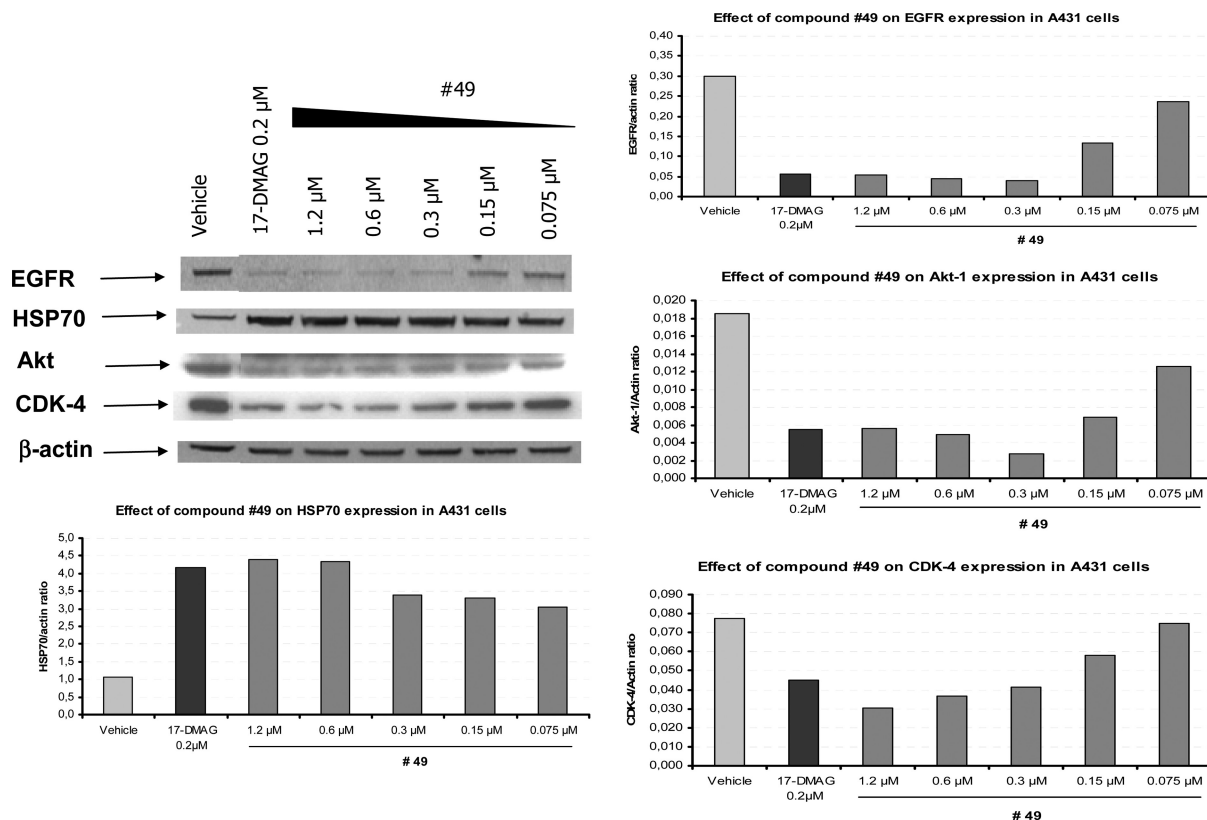 #49
Vehicle
17-DMAG 0.2 µM
1.2 µM
0.6 µM
0.3 µM
0.15 µM
0.075 µM
EGFR
HSP70
Akt
CDK-4
β-actin
Effect of compound #49 on HSP70 expression in A431 cells
HSP70/actin ratio
5,0
4,5
4,0
3,5
3,0
2,5
2,0
1,5
1,0
0,5
0,0
Vehicle
17-DMAG
0.2µM
1.2 µM
0.6 µM
0.3 µM
0.15 µM
0.075 µM
# 49
Effect of compound #49 on EGFR expression in A431 cells
EGFR/actin ratic
0,40
0,35
0,30
0,25
0,20
0,15
0,10
0,05
0,00
Vehicle
17-DMAG
0.2µM
1.2 µM
0.6 µM
0.3 µM
0.15 µM
0.075 µM
# 49
Effect of compound #49 on Akt-1 expression in A431 cells
Akt-1/Actin ratio
0,020
0,018
0,016
0,014
0,012
0,010
0,008
0,006
0,004
0,002
0,000
Vehicle
17-DMAG
0.2µM
1.2 µM
0.6 µM
0.3 µM
0.15 µM
0.075 µM
# 49
Effect of compound #49 on CDK-4 expression in A431 cells
CDK-4/Actin ratio
0,090
0,080
0,070
0,060
0,050
0,040
0,030
0,020
0,010
0,000
Vehicle
17-DMAG
0.2µM
1.2 µM
0.6 µM
0.3 µM
0.15 µM
0.075 µM
# 49